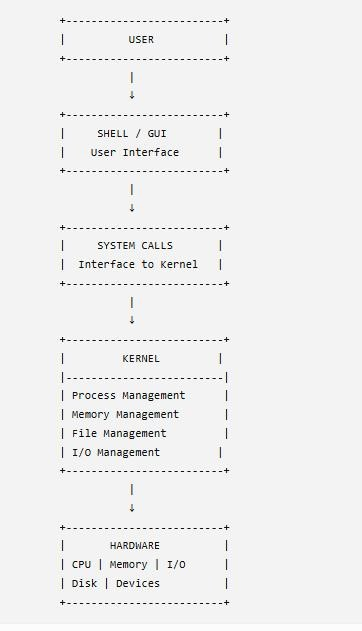 USER
SHELL / GUI
User Interface
SYSTEM CALLS
Interface to Kernel
KERNEL
Process Management
Memory Management
File Management
I/O Management
HARDWARE
CPU | Memory | I/O
Disk | Devices